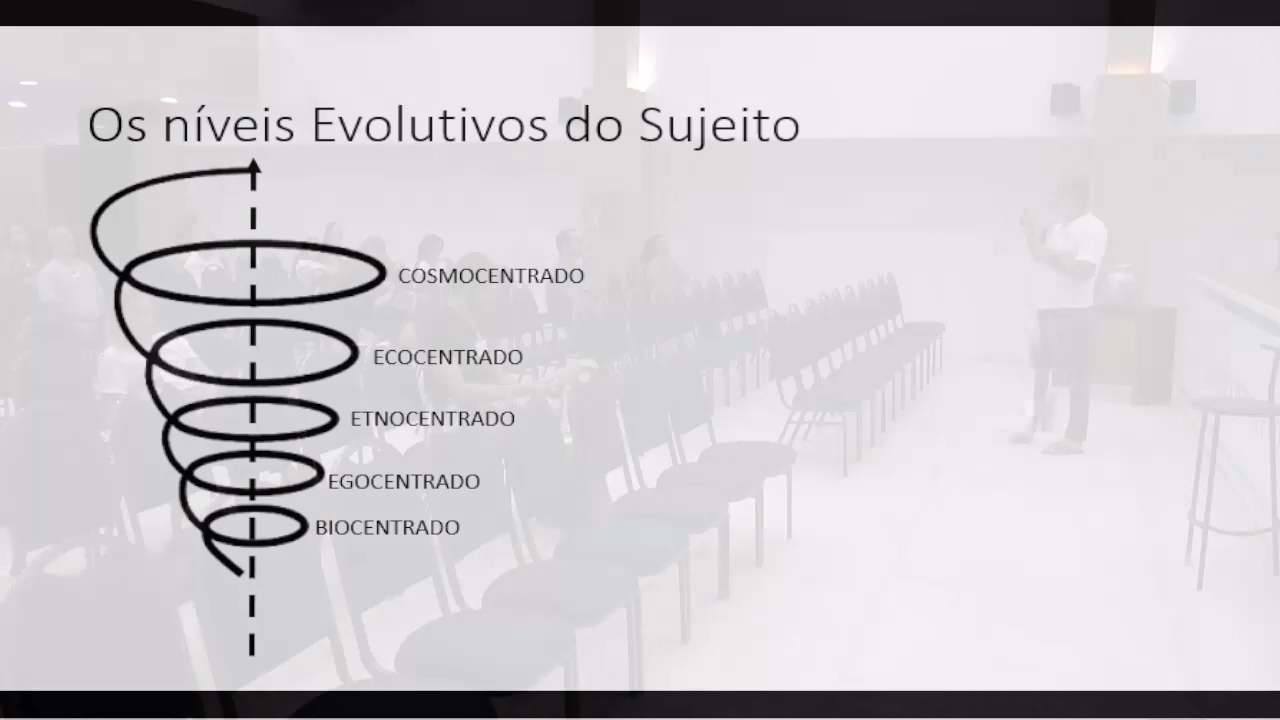 Os níveis Evolutivos do Sujeito
COSMOCENTRADO
ECOCENTRADO
ETNOCENTRADO
EGOCENTRADO
BIOCENTRADO